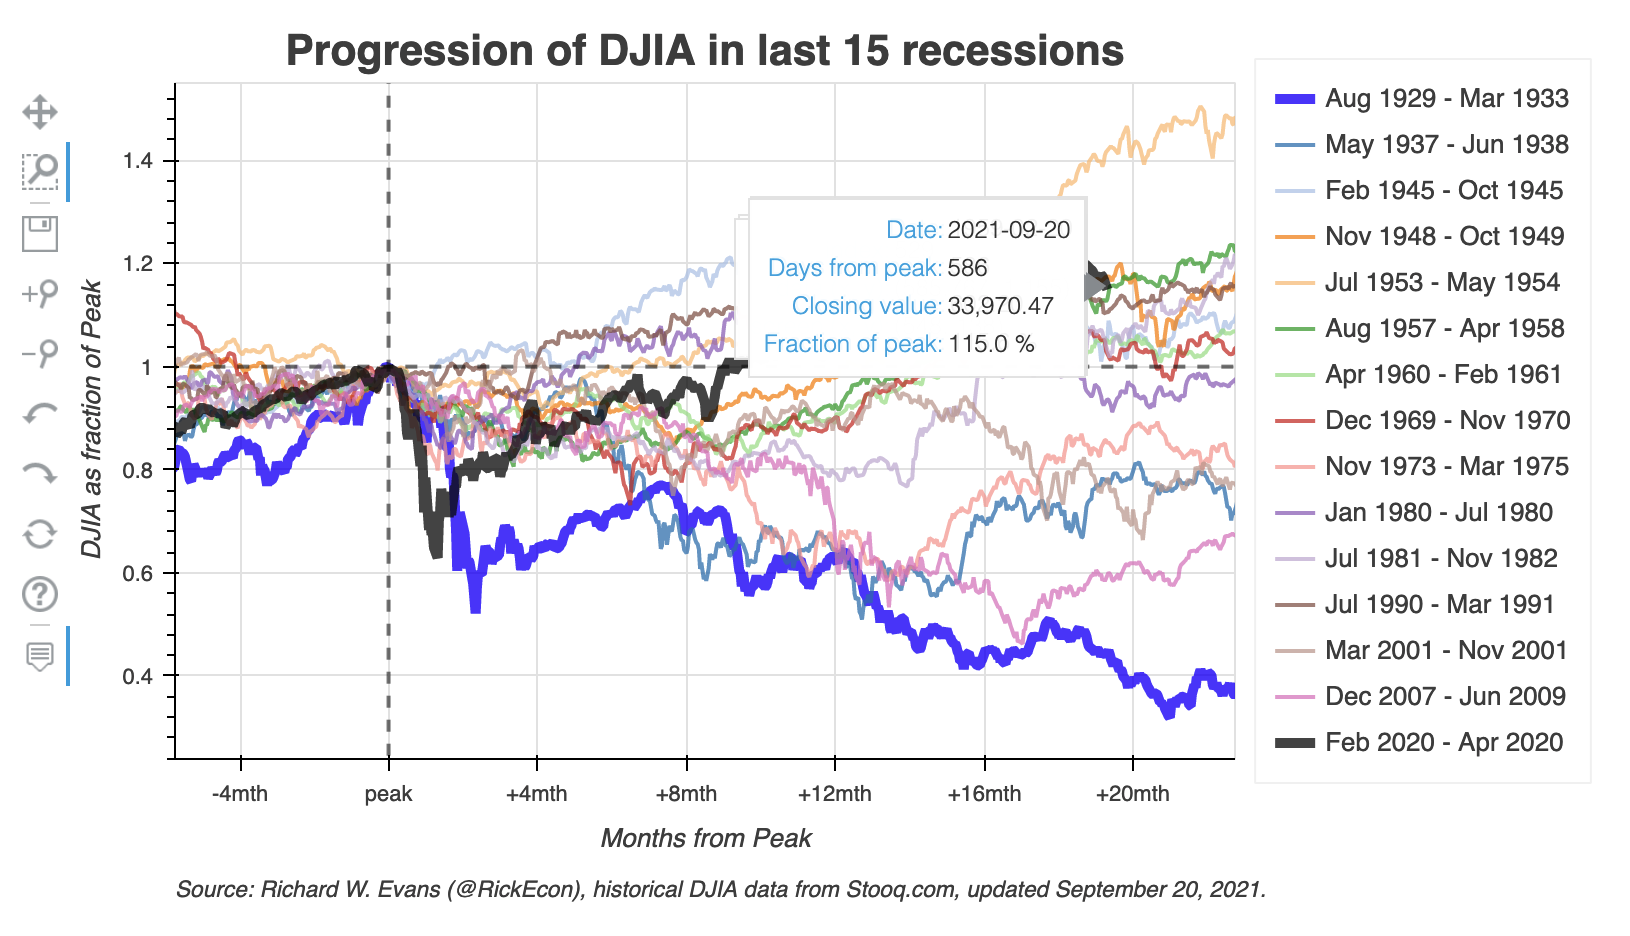 Progression of DJIA in last 15 recessions
DJIA as fraction of Peak
1.4
1.2
1
0.8
0.6
0.4
Date: 2021-09-20
Days from peak: 586
Closing value: 33,970.47
Fraction of peak: 115.0 %
-4mth
peak
+4mth
+8mth
+12mth
+16mth
+20mth
Months from Peak
Aug 1929 - Mar 1933
May 1937 - Jun 1938
Feb 1945 - Oct 1945
Nov 1948 - Oct 1949
Jul 1953 - May 1954
Aug 1957 - Apr 1958
Apr 1960 - Feb 1961
Dec 1969 - Nov 1970
Nov 1973 - Mar 1975
Jan 1980 - Jul 1980
Jul 1981 - Nov 1982
Jul 1990 - Mar 1991
Mar 2001 - Nov 2001
Dec 2007 - Jun 2009
Feb 2020 - Apr 2020
Source: Richard W. Evans (@RickEcon), historical DJIA data from Stooq.com, updated September 20, 2021.